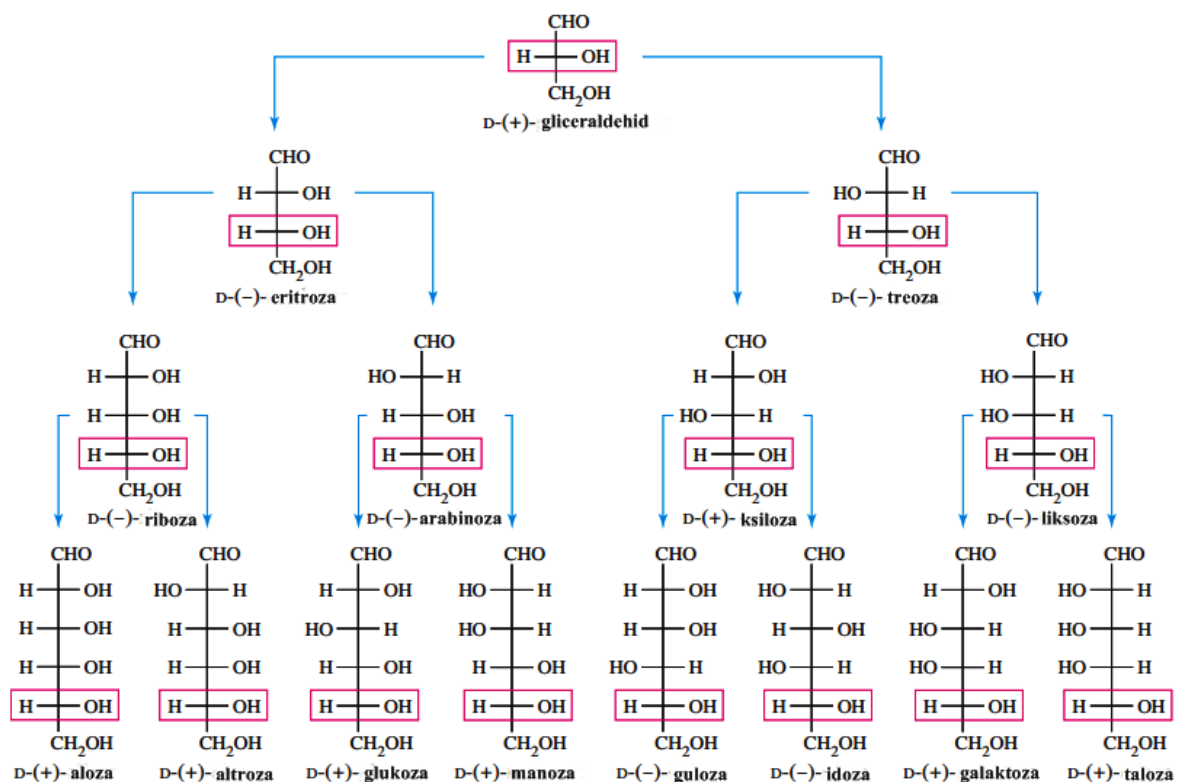 CHO
H OH
CH2OH
D-(+)- gliceraldehid
CHO CHO
H OH HO H
H OH H OH
CH2OH CH2OH
D-(−)- eritroza D-(−)- treoza
CHO CHO CHO CHO
H OH HO H H OH HO H
H OH H OH HO H HO H
H OH H OH H OH H OH
CH2OH CH2OH CH2OH CH2OH
D-(−)- riboza D-(−)-arabinoza D-(+)- ksiloza D-(−)- liksoza
CHO CHO CHO CHO CHO CHO CHO CHO
H OH HO H H OH HO H H OH HO H H OH HO H
H OH H OH HO H HO H H OH H OH HO H HO H
H OH H OH H OH H OH HO H HO H HO H HO H
H OH H OH H OH H OH H OH H OH H OH H OH
CH2OH CH2OH CH2OH CH2OH CH2OH CH2OH CH2OH CH2OH
D-(+)- aloza D-(+)- altroza D-(+)- glukoza D-(+)- manoza D-(−)- guloza D-(−)- idoza D-(+)- galaktoza D-(+)- taloza